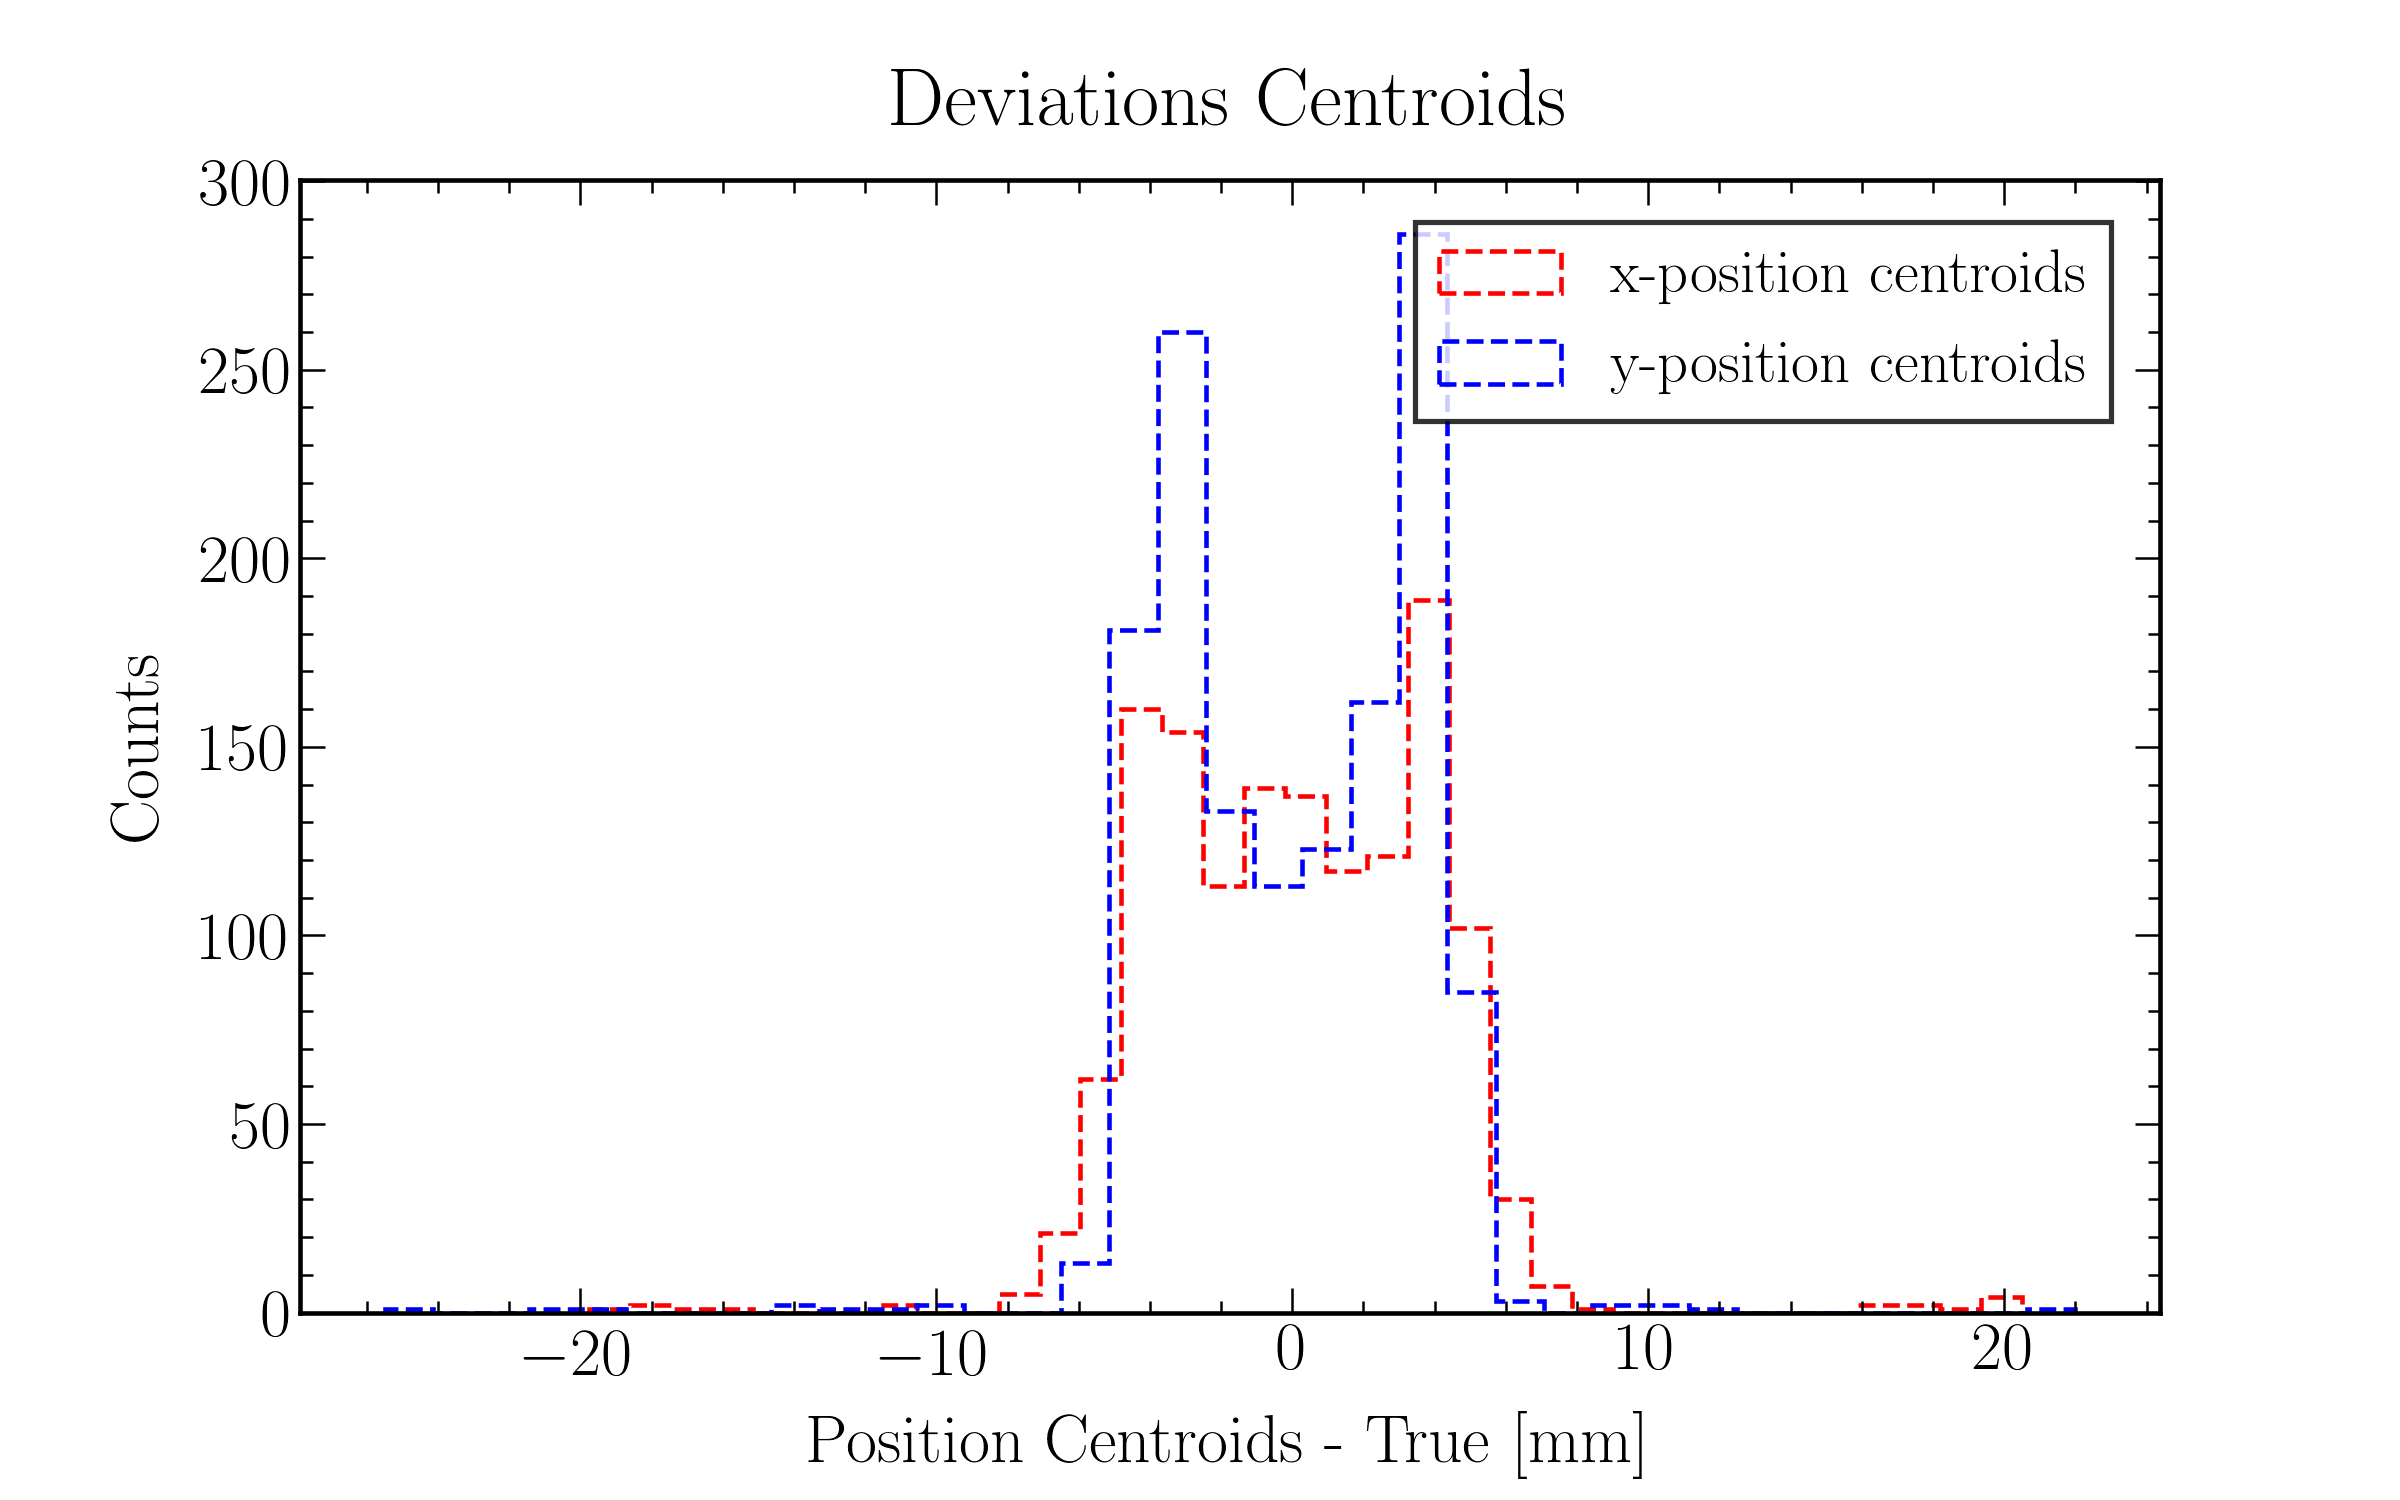 Deviations Centroids
300
250
200
150
100
50
0
Counts
x-position centroids
y-position centroids
−20 −10 0 10 20
Position Centroids - True [mm]